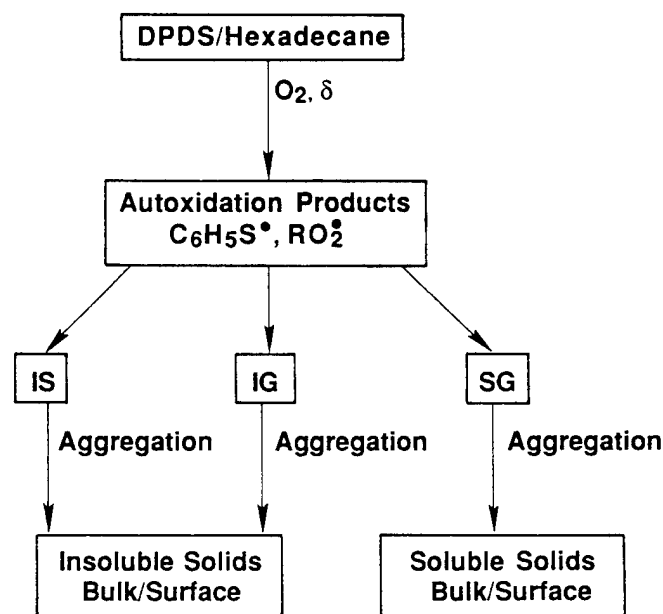 DPDS/Hexadecane
O₂, δ
Autoxidation Products
C₆H₅S•, RO₂•
IS
IG
SG
Aggregation
Aggregation
Aggregation
Insoluble Solids
Bulk/Surface
Soluble Solids
Bulk/Surface